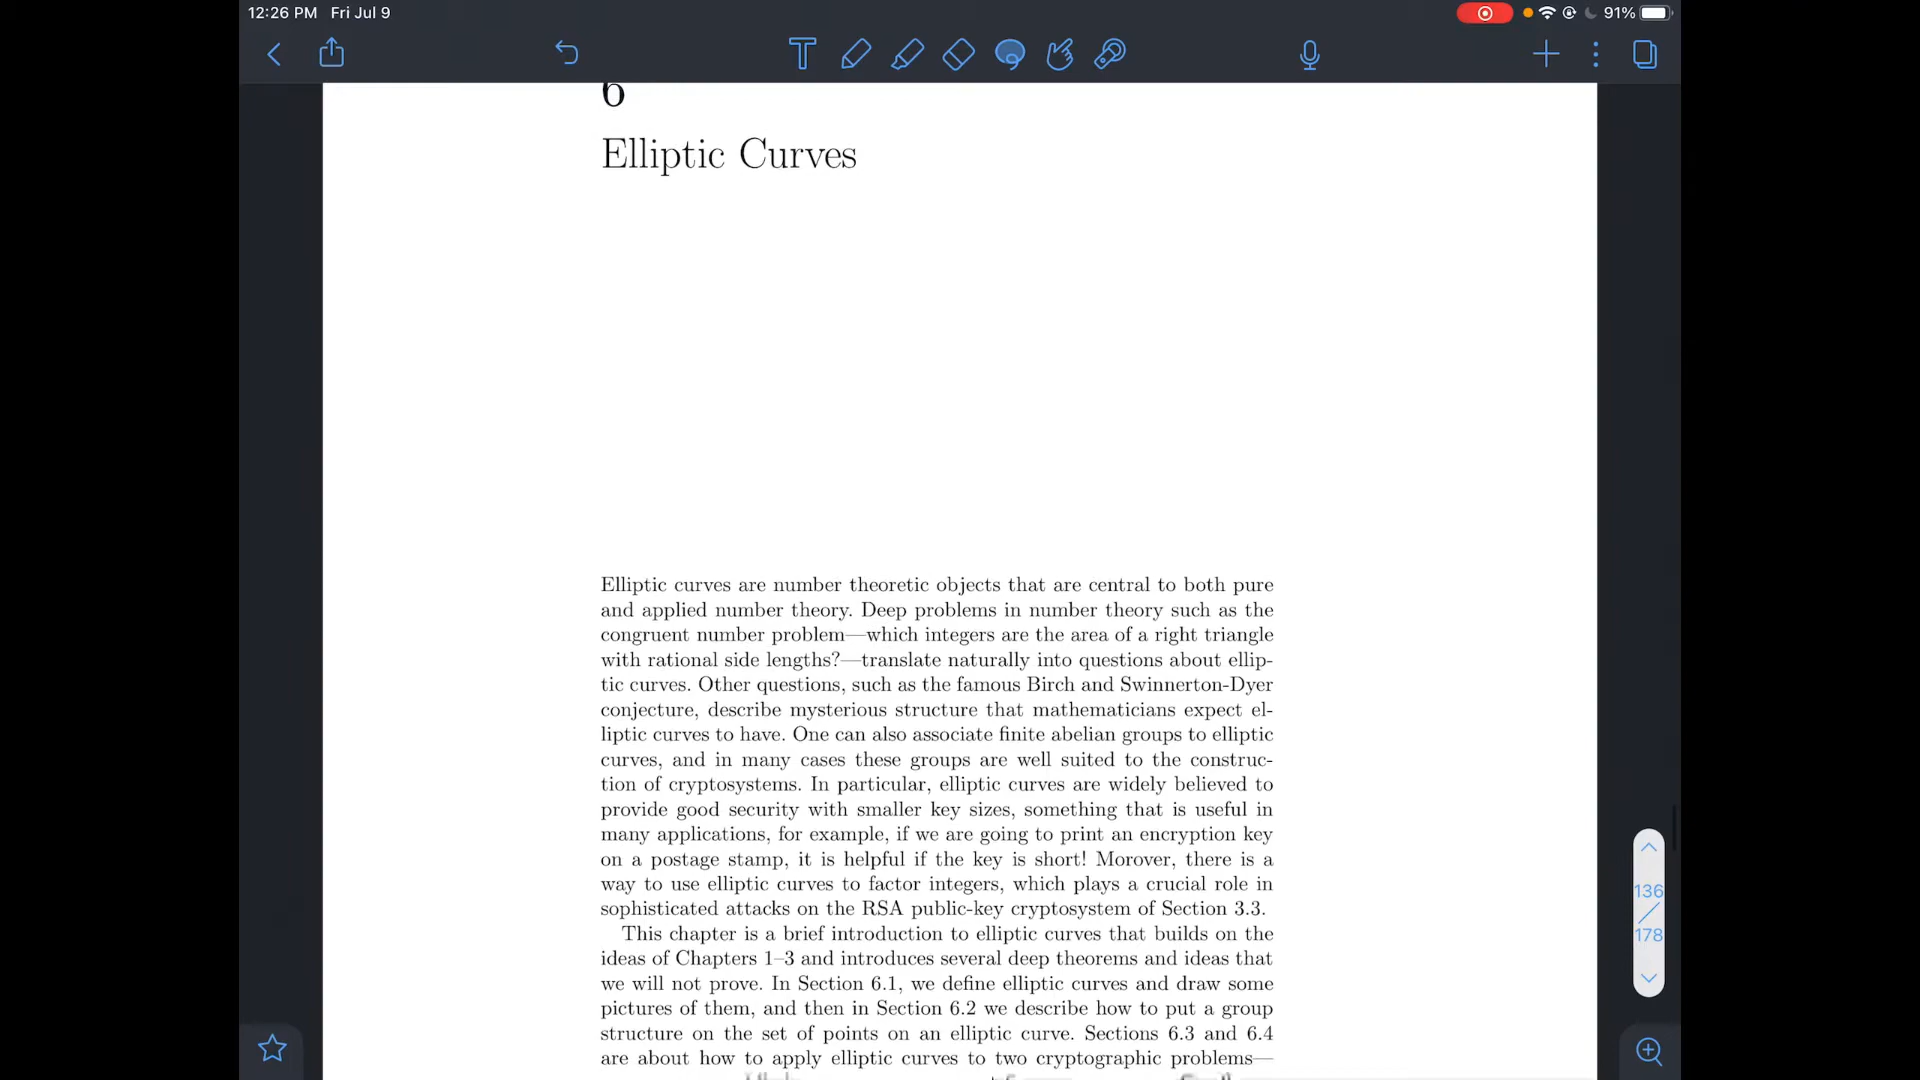 12:26 PM Fri Jul 9
91%
T
6
Elliptic Curves
Elliptic curves are number theoretic objects that are central to both pure
and applied number theory. Deep problems in number theory such as the
congruent number problem—which integers are the area of a right triangle
with rational side lengths?—translate naturally into questions about ellip-
tic curves. Other questions, such as the famous Birch and Swinnerton-Dyer
conjecture, describe mysterious structure that mathematicians expect el-
liptic curves to have. One can also associate finite abelian groups to elliptic
curves, and in many cases these groups are well suited to the construc-
tion of cryptosystems. In particular, elliptic curves are widely believed to
provide good security with smaller key sizes, something that is useful in
many applications, for example, if we are going to print an encryption key
on a postage stamp, it is helpful if the key is short! Morover, there is a
way to use elliptic curves to factor integers, which plays a crucial role in
sophisticated attacks on the RSA public-key cryptosystem of Section 3.3.
This chapter is a brief introduction to elliptic curves that builds on the
ideas of Chapters 1–3 and introduces several deep theorems and ideas that
we will not prove. In Section 6.1, we define elliptic curves and draw some
pictures of them, and then in Section 6.2 we describe how to put a group
structure on the set of points on an elliptic curve. Sections 6.3 and 6.4
are about how to apply elliptic curves to two cryptographic problems—
136
/
178